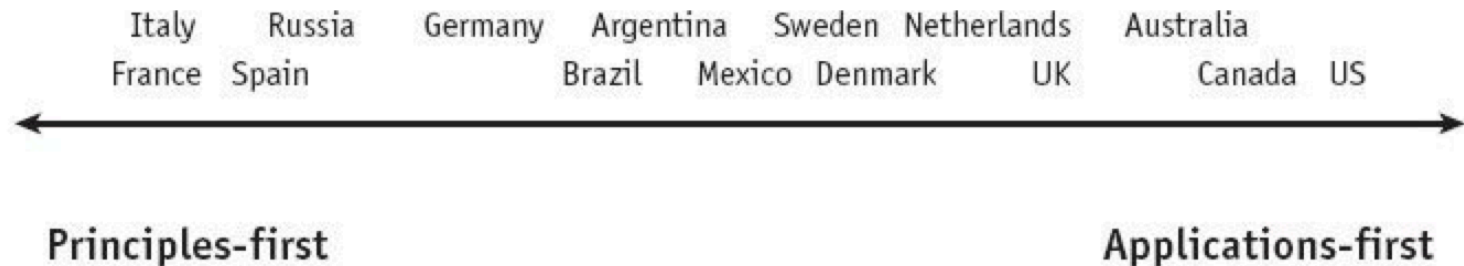 Italy Russia Germany Argentina Sweden Netherlands Australia
France Spain Brazil Mexico Denmark UK Canada US
Principles-first Applications-first